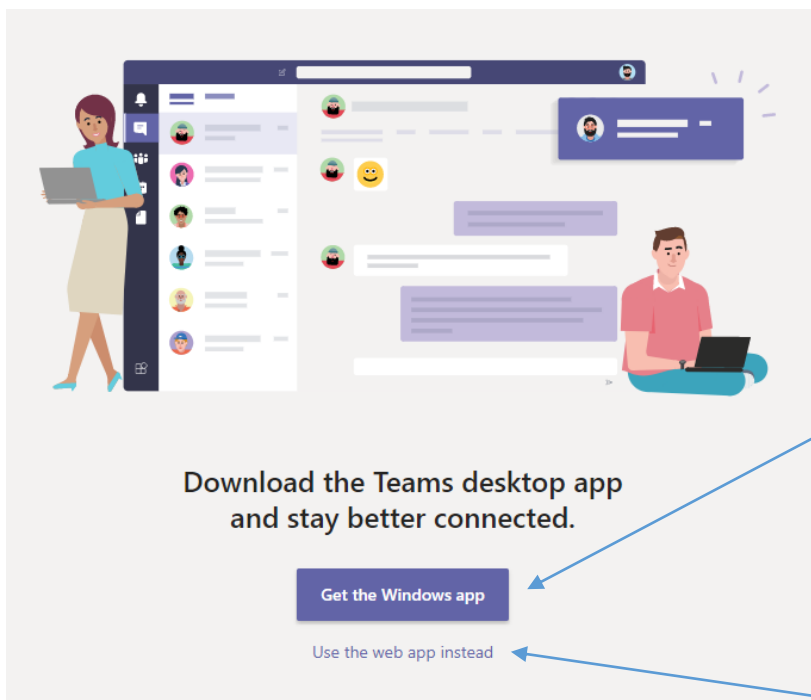 Download the Teams desktop app
and stay better connected.
Get the Windows app
Use the web app instead